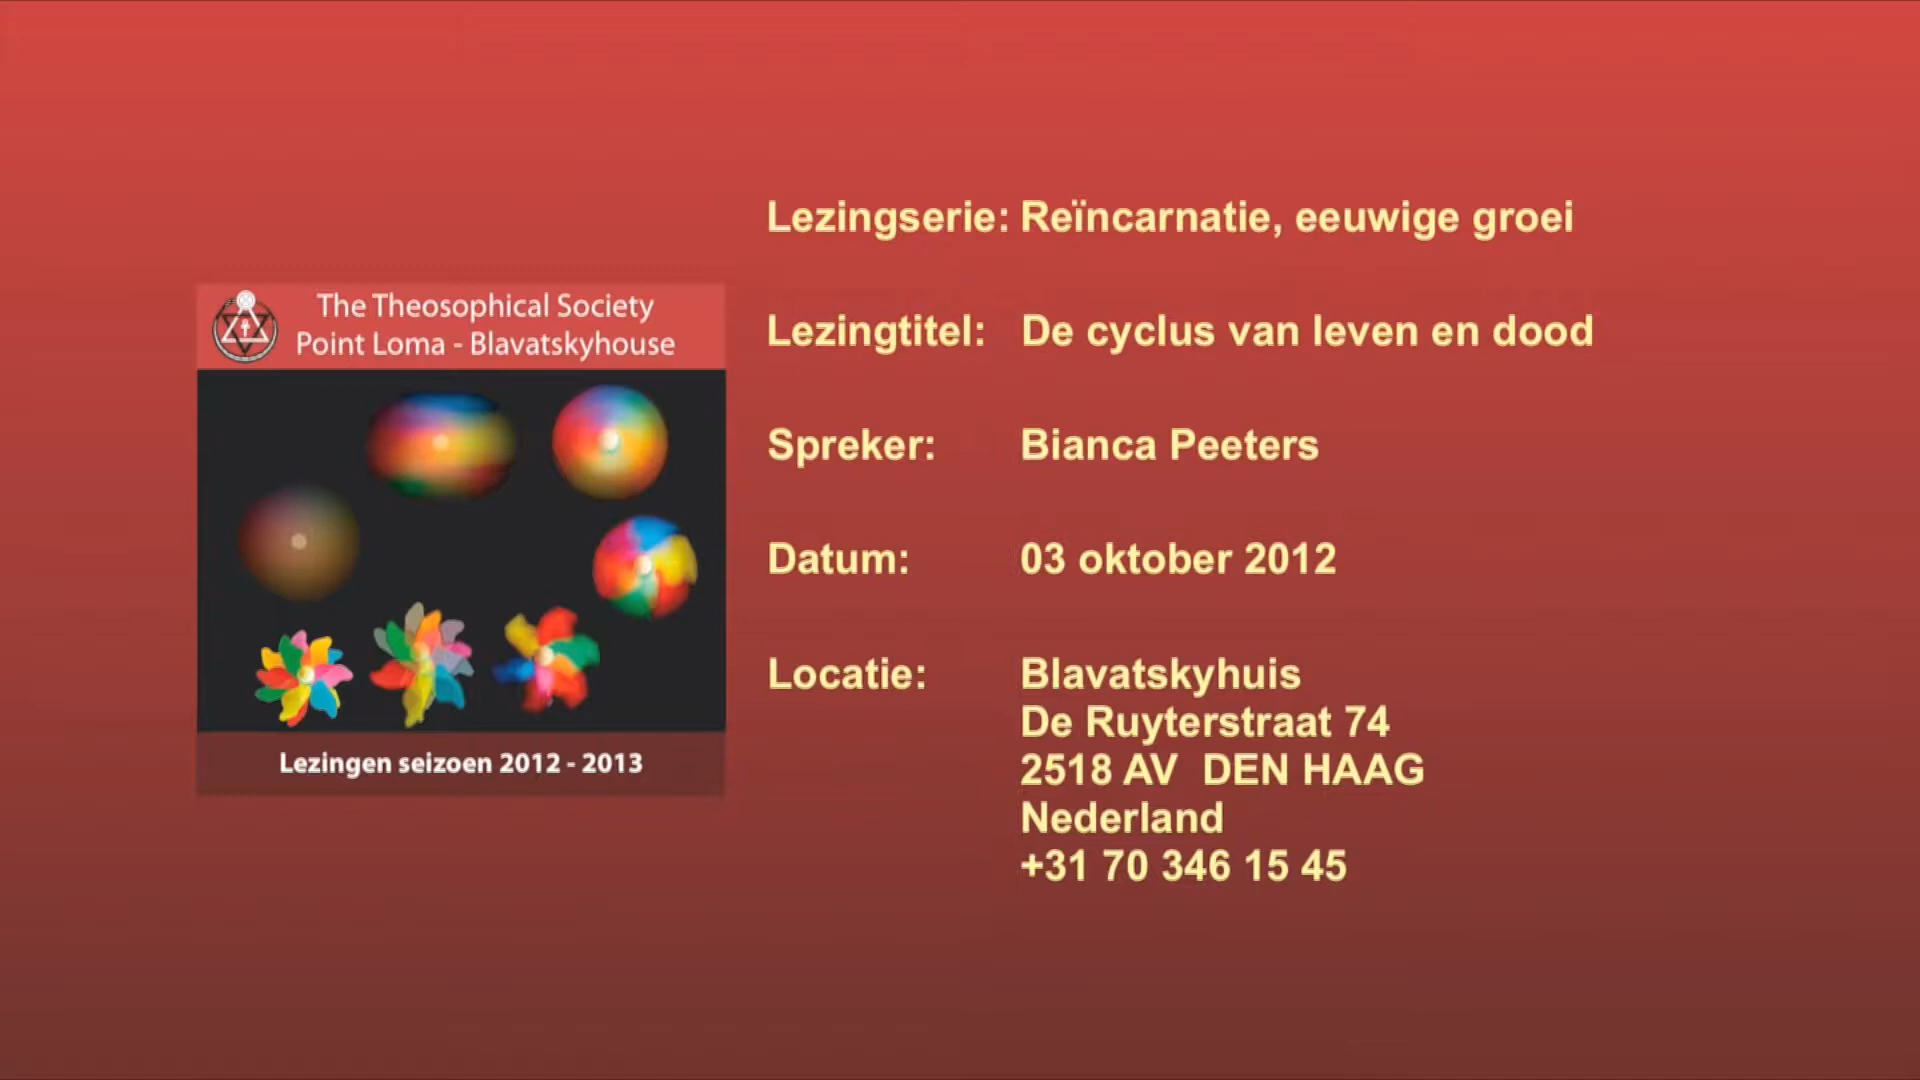 The Theosophical Society
Point Loma - Blavatskyhouse
Lezingen seizoen 2012 - 2013
Lezingserie: Reïncarnatie, eeuwige groei
Lezingtitel: De cyclus van leven en dood
Spreker: Bianca Peeters
Datum: 03 oktober 2012
Locatie: Blavatskyhuis
De Ruyterstraat 74
2518 AV DEN HAAG
Nederland
+31 70 346 15 45